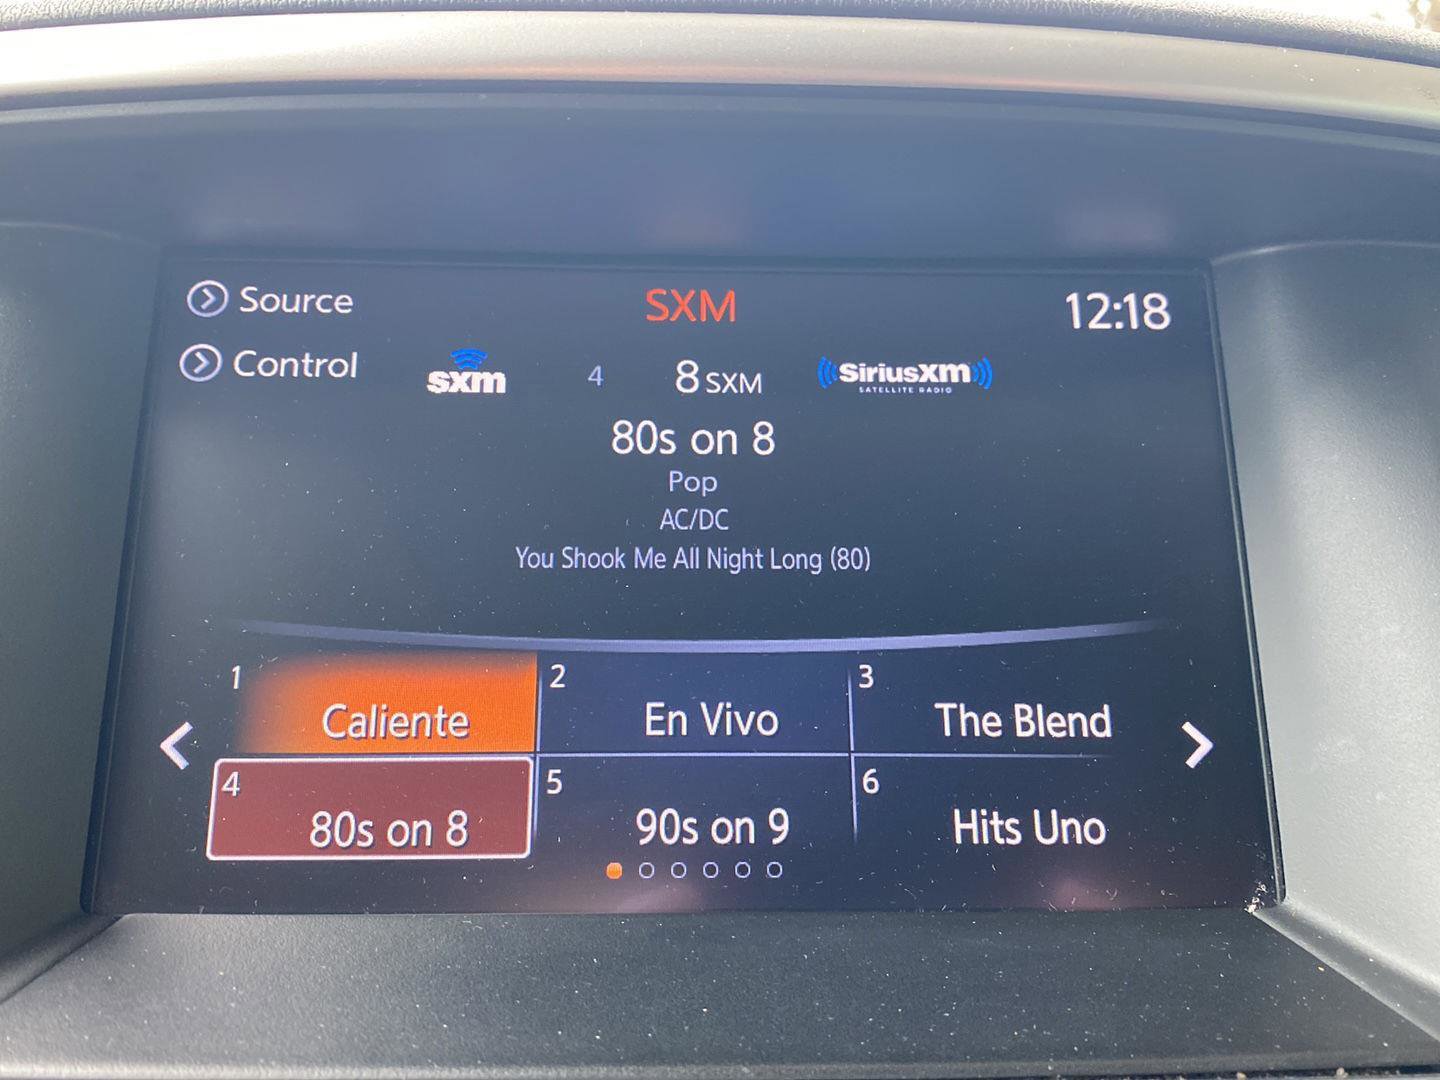 Source
SXM
12:18
Control
sxm
4
8 SXM
SiriusXM
SATELLITE RADIO
80s on 8
Pop
AC/DC
You Shook Me All Night Long (80)
1
Caliente
2
En Vivo
3
The Blend
4
80s on 8
5
90s on 9
6
Hits Uno